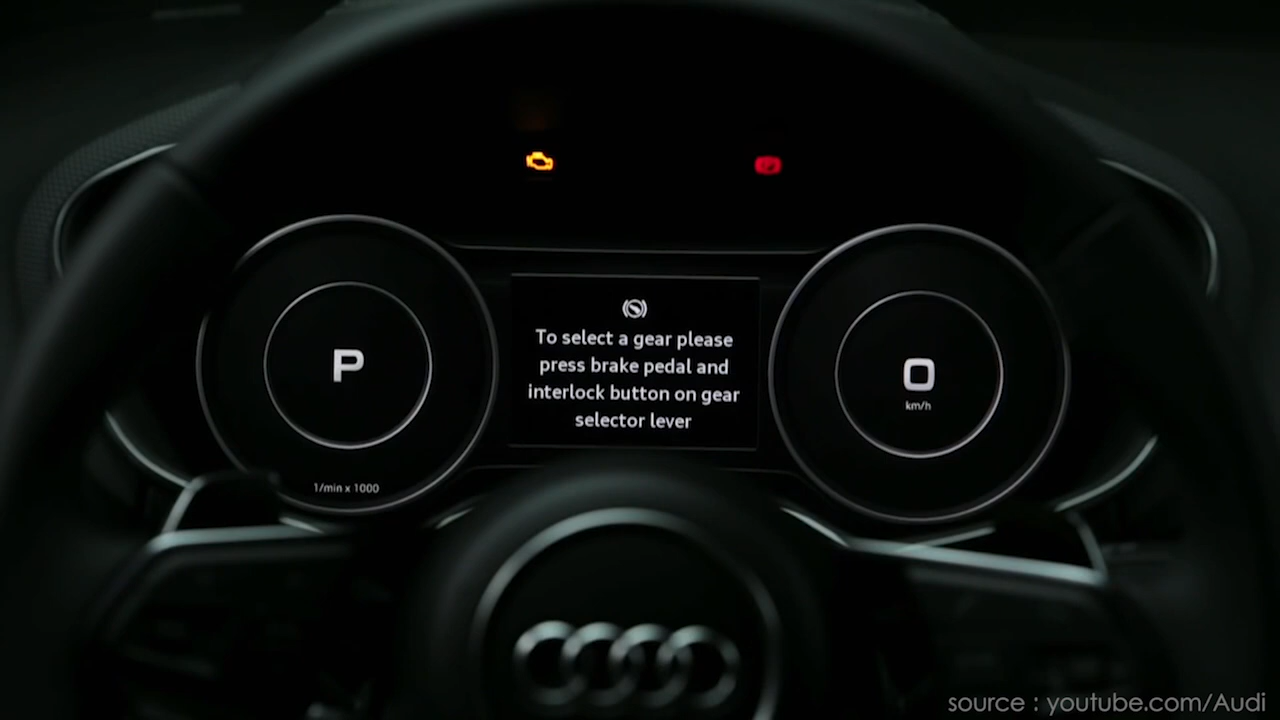 To select a gear please
press brake pedal and
interlock button on gear
selector lever
P
0
km/h
1/min x 1000
source : youtube.com/Audi